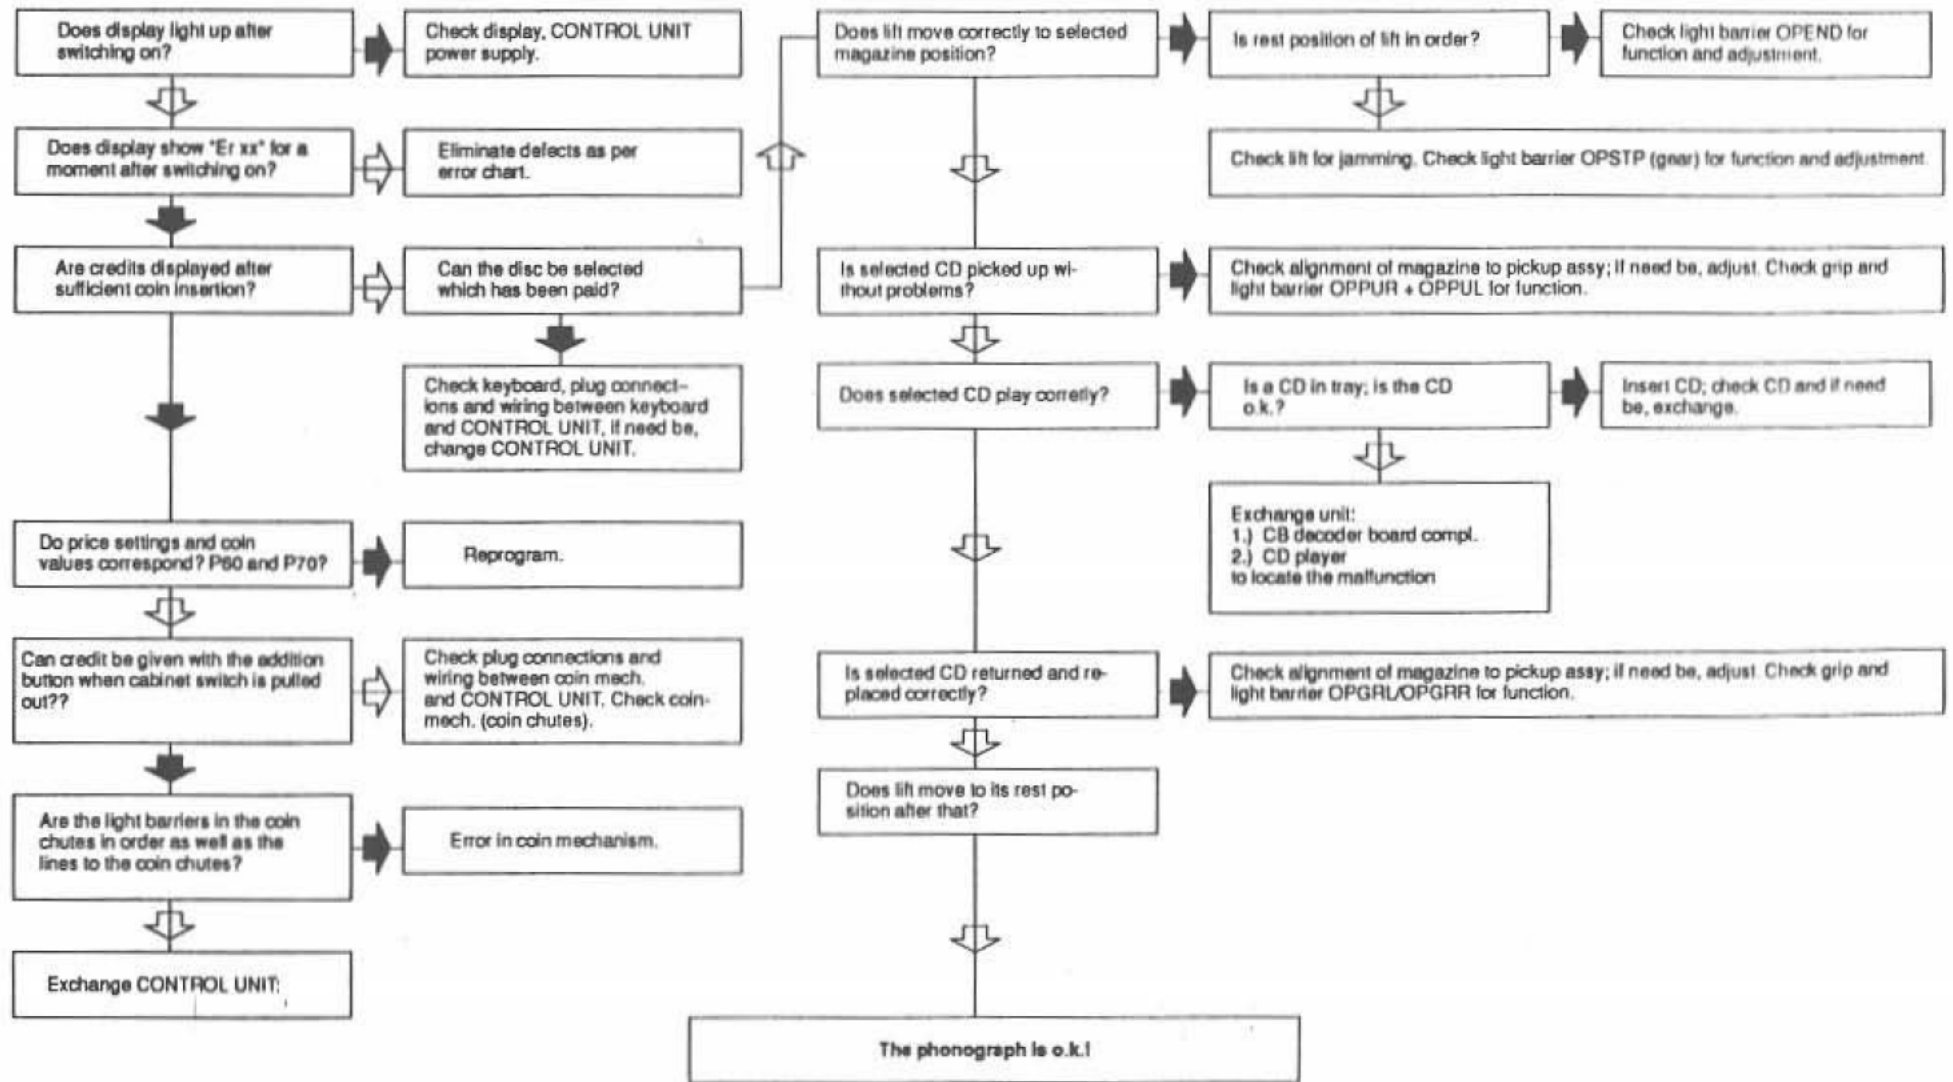 Does display light up after
switching on?
Check display, CONTROL UNIT
power supply.
Does display show "Er xx" for a
moment after switching on?
Eliminate defects as per
error chart.
Are credits displayed after
sufficient coin insertion?
Can the disc be selected
which has been paid?
Check keyboard, plug connect-
ions and wiring between keyboard
and CONTROL UNIT, if need be,
change CONTROL UNIT.
Do price settings and coin
values correspond? P60 and P70?
Reprogram.
Can credit be given with the addition
button when cabinet switch is pulled
out??
Check plug connections and
wiring between coin mech.
and CONTROL UNIT. Check coin-
mech. (coin chutes).
Are the light barriers in the coin
chutes in order as well as the
lines to the coin chutes?
Error in coin mechanism.
Exchange CONTROL UNIT:
Does lift move correctly to selected
magazine position?
Is rest position of lift in order?
Check light barrier OPEND for
function and adjustment.
Check lift for jamming. Check light barrier OPSTP (gear) for function and adjustment.
Is selected CD picked up wi-
thout problems?
Check alignment of magazine to pickup assy; if need be, adjust. Check grip and
light barrier OPPUR + OPPUL for function.
Does selected CD play corretly?
Is a CD in tray; is the CD
o.k.?
Insert CD; check CD and if need
be, exchange.
Exchange unit:
1.) CB decoder board compl.
2.) CD player
to locate the malfunction
Is selected CD returned and re-
placed correctly?
Check alignment of magazine to pickup assy; if need be, adjust. Check grip and
light barrier OPGRL/OPGRR for function.
Does lift move to its rest po-
sition after that?
The phonograph is o.k.!